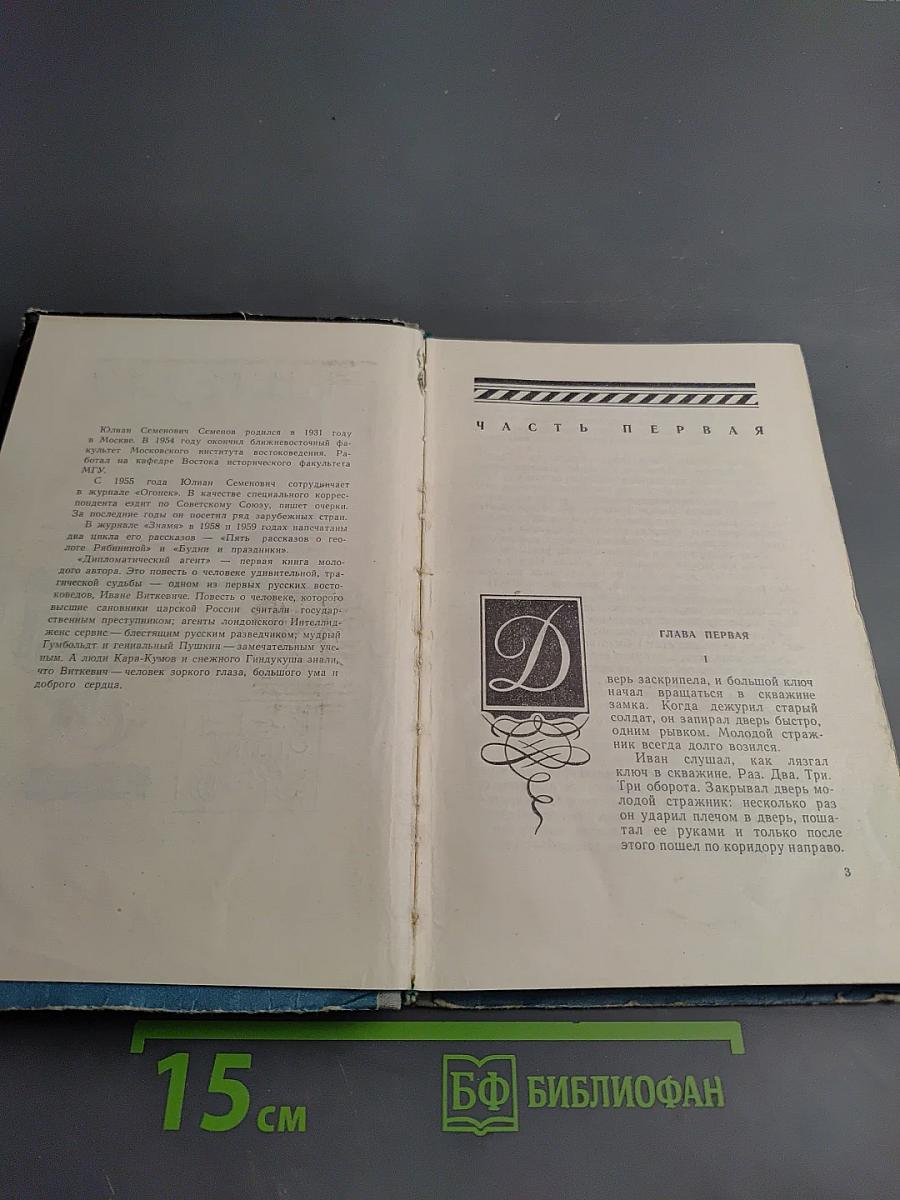 Юлиан Семенович Семенов родился в 1931 году
в Москве. В 1954 году окончил ближневосточный фа-
культет Московского института востоковедения. Ра-
ботал на кафедре Востока исторического факультета
МГУ.
С 1955 года Юлиан Семенович сотрудничает
в журнале «Огонек». В качестве специального коррес-
пондента ездит по Советскому Союзу, пишет очерки.
За последние годы он посетил ряд зарубежных стран.
В журнале «Знамя» в 1958 и 1959 годах напечатаны
два цикла его рассказов — «Пять рассказов о гео-
логе Рябининой» и «Будни и праздники».
«Дипломатический агент» — первая книга моло-
дого автора. Это повесть о человеке удивительной, тра-
гической судьбы — одном из первых русских восто-
коведов, Иване Виткевиче. Повесть о человеке, которого
высшие сановники царской России считали государ-
ственным преступником; агенты лондонского Интеллид-
женс сервис — блестящим русским разведчиком; мудрый
Гумбольдт и гениальный Пушкин — замечательным уче-
ным. А люди Кара-Кумов и снежного Гиндукуша знали,
что Виткевич — человек зоркого глаза, большого ума и
доброго сердца.
ЧАСТЬ ПЕРВАЯ
ГЛАВА ПЕРВАЯ
1
Дверь заскрипела, и большой ключ
начал вращаться в скважине
замка. Когда дежурил старый
солдат, он запирал дверь быстро,
одним рывком. Молодой страж-
ник всегда долго возился.
Иван слушал, как лязгал
ключ в скважине. Раз. Два. Три.
Три оборота. Закрывал дверь мо-
лодой стражник: несколько раз
он ударил плечом в дверь, поша-
тал ее руками и только после
этого пошел по коридору направо.
3
15 см
БФ БИБЛИОФАН